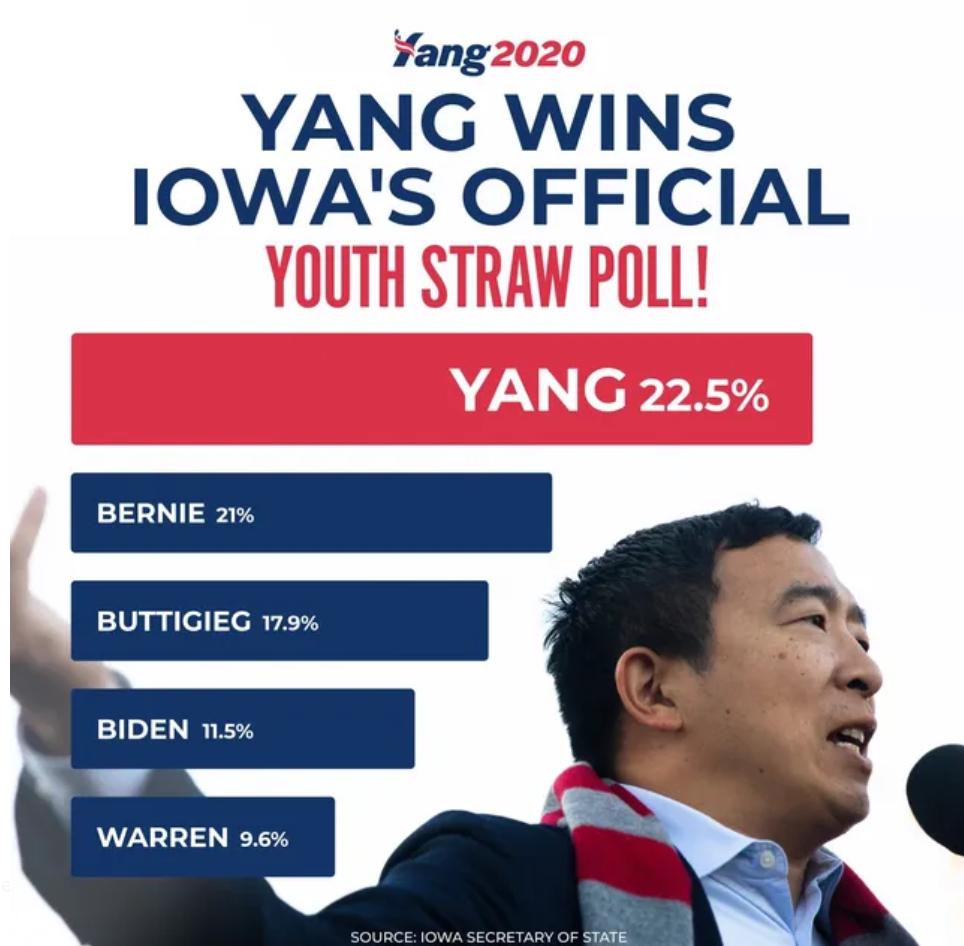 Yang2020
YANG WINS
IOWA'S OFFICIAL
YOUTH STRAW POLL!
YANG 22.5%
BERNIE 21%
BUTTIGIEG 17.9%
BIDEN 11.5%
WARREN 9.6%
SOURCE: IOWA SECRETARY OF STATE